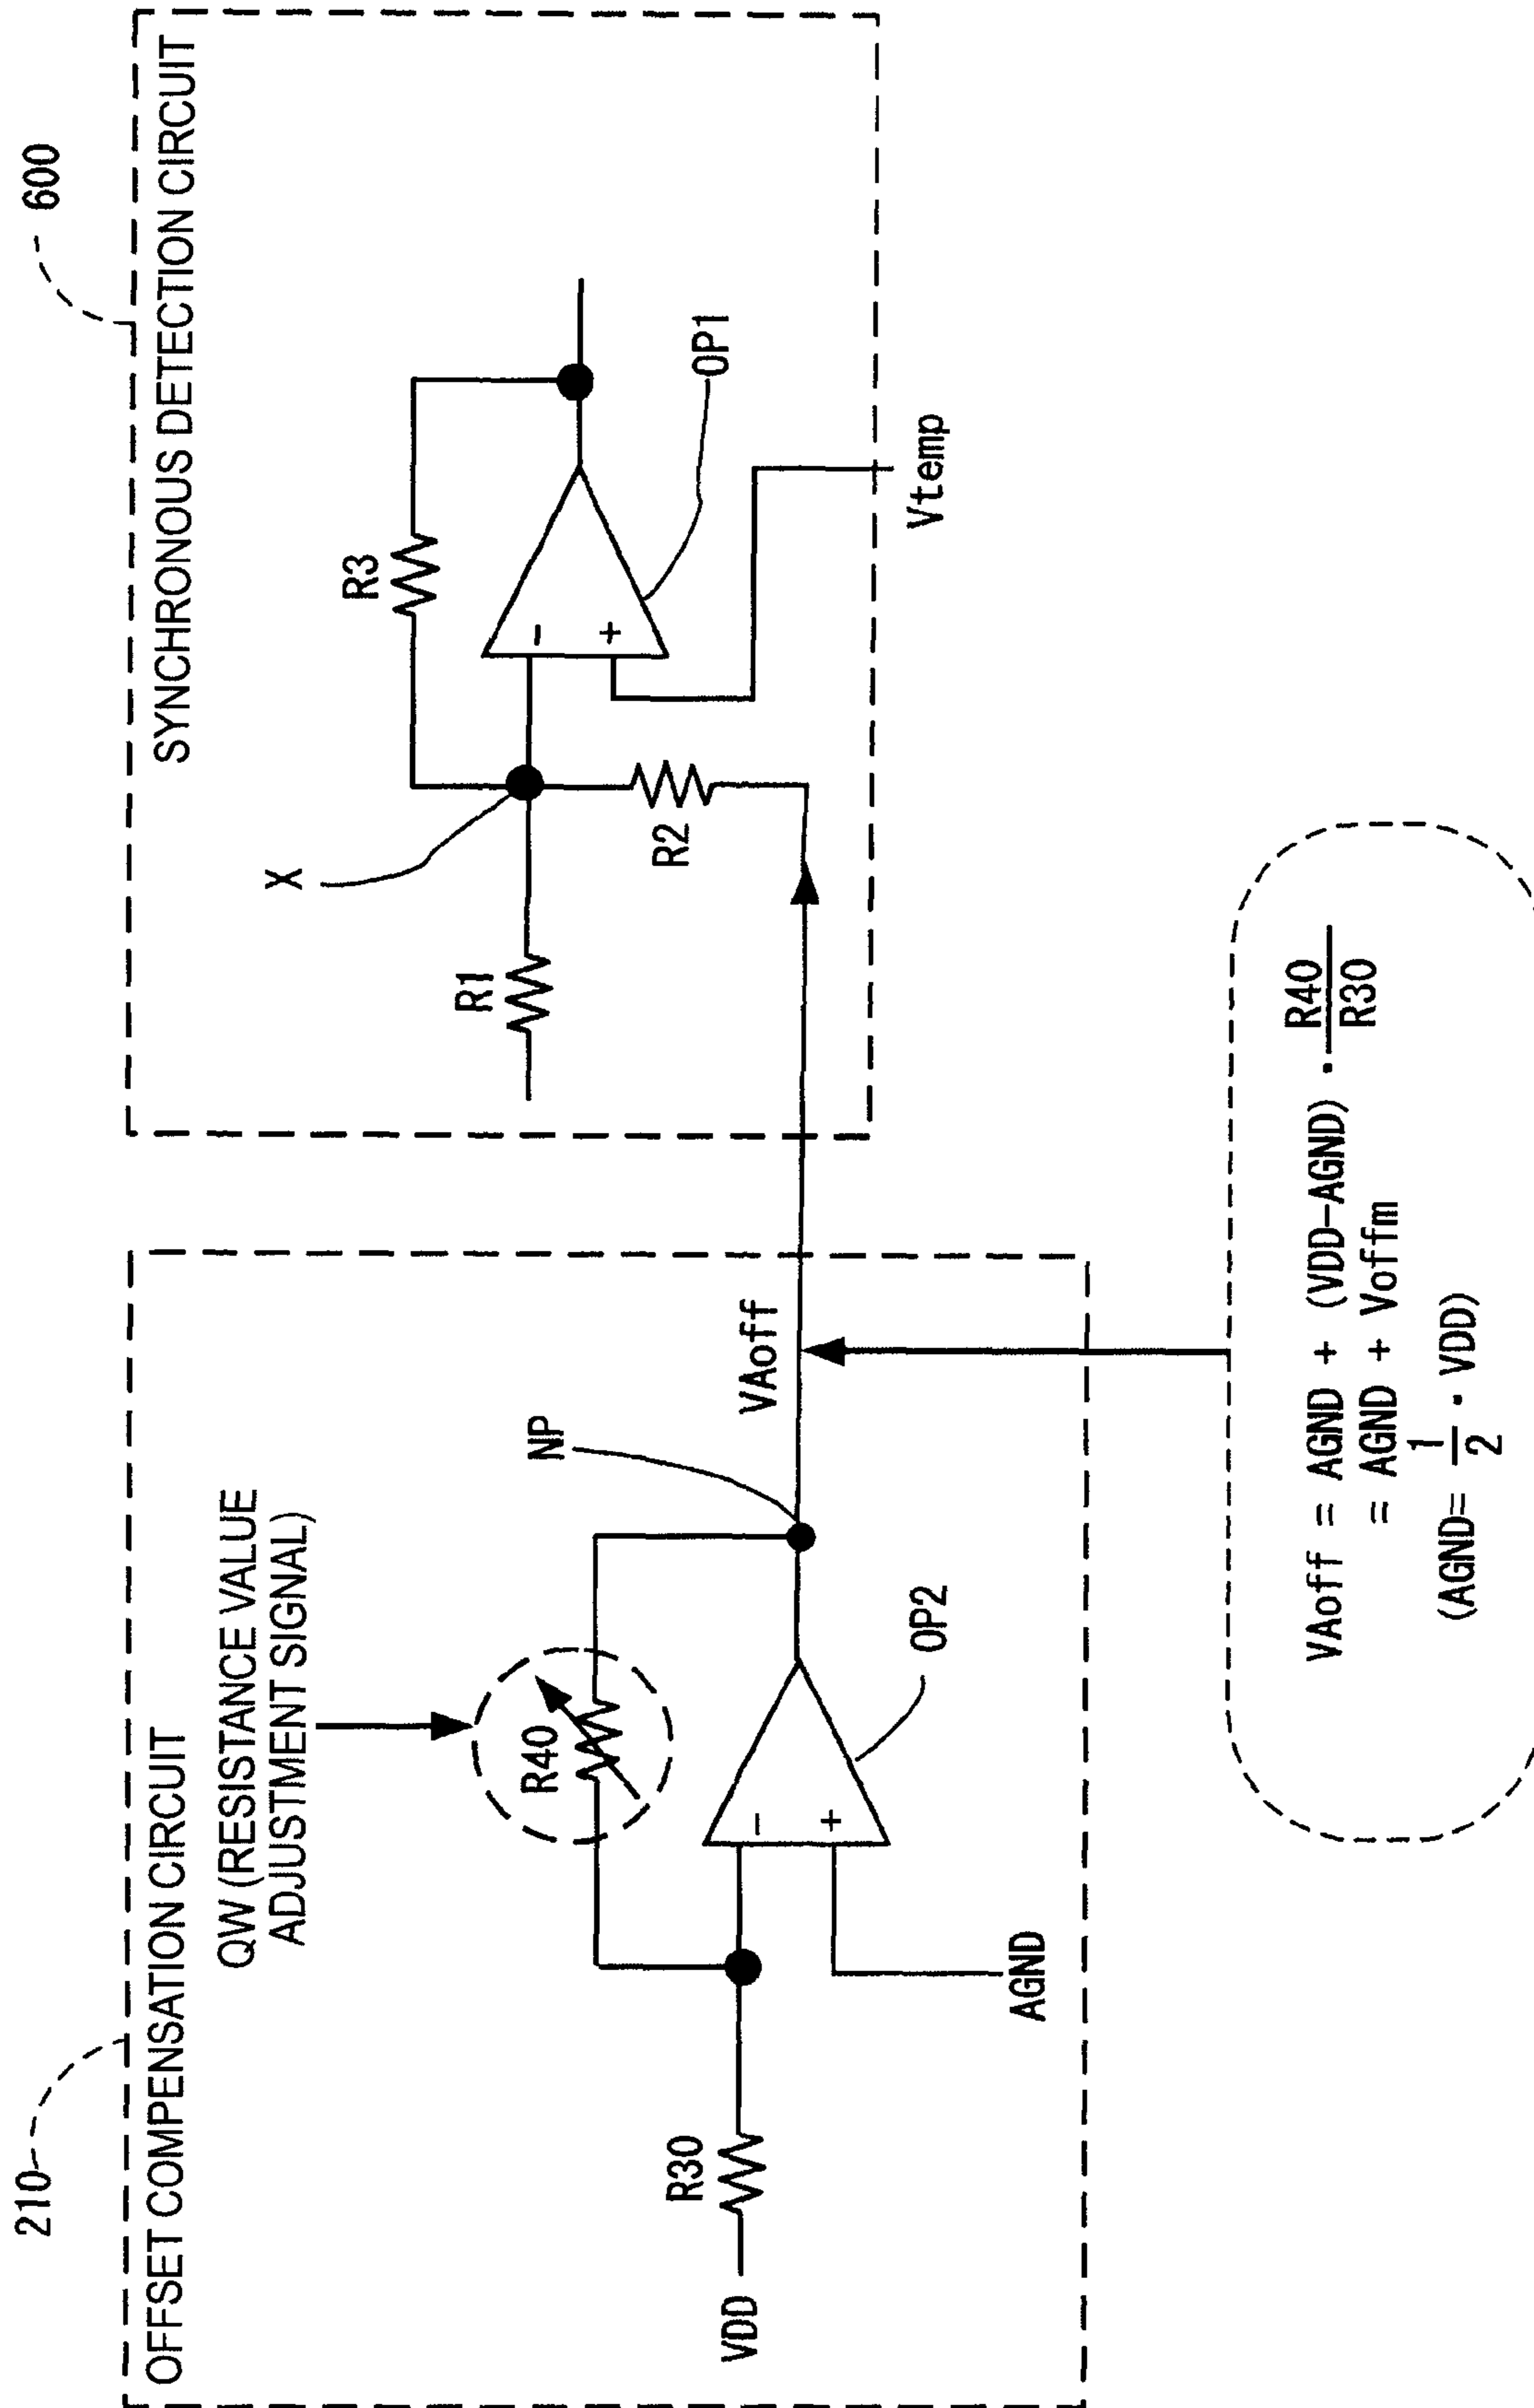 210
OFFSET COMPENSATION CIRCUIT
QW (RESISTANCE VALUE
ADJUSTMENT SIGNAL)
R40
NP
VAoff
R30
VDD
-
+
OP2
AGND
600
SYNCHRONOUS DETECTION CIRCUIT
R3
X
R1
-
+
OP1
R2
Vtemp
VAoff = AGND + (VDD-AGND) · R40/R30
= AGND + Voffm
(AGND= 1/2 · VDD)